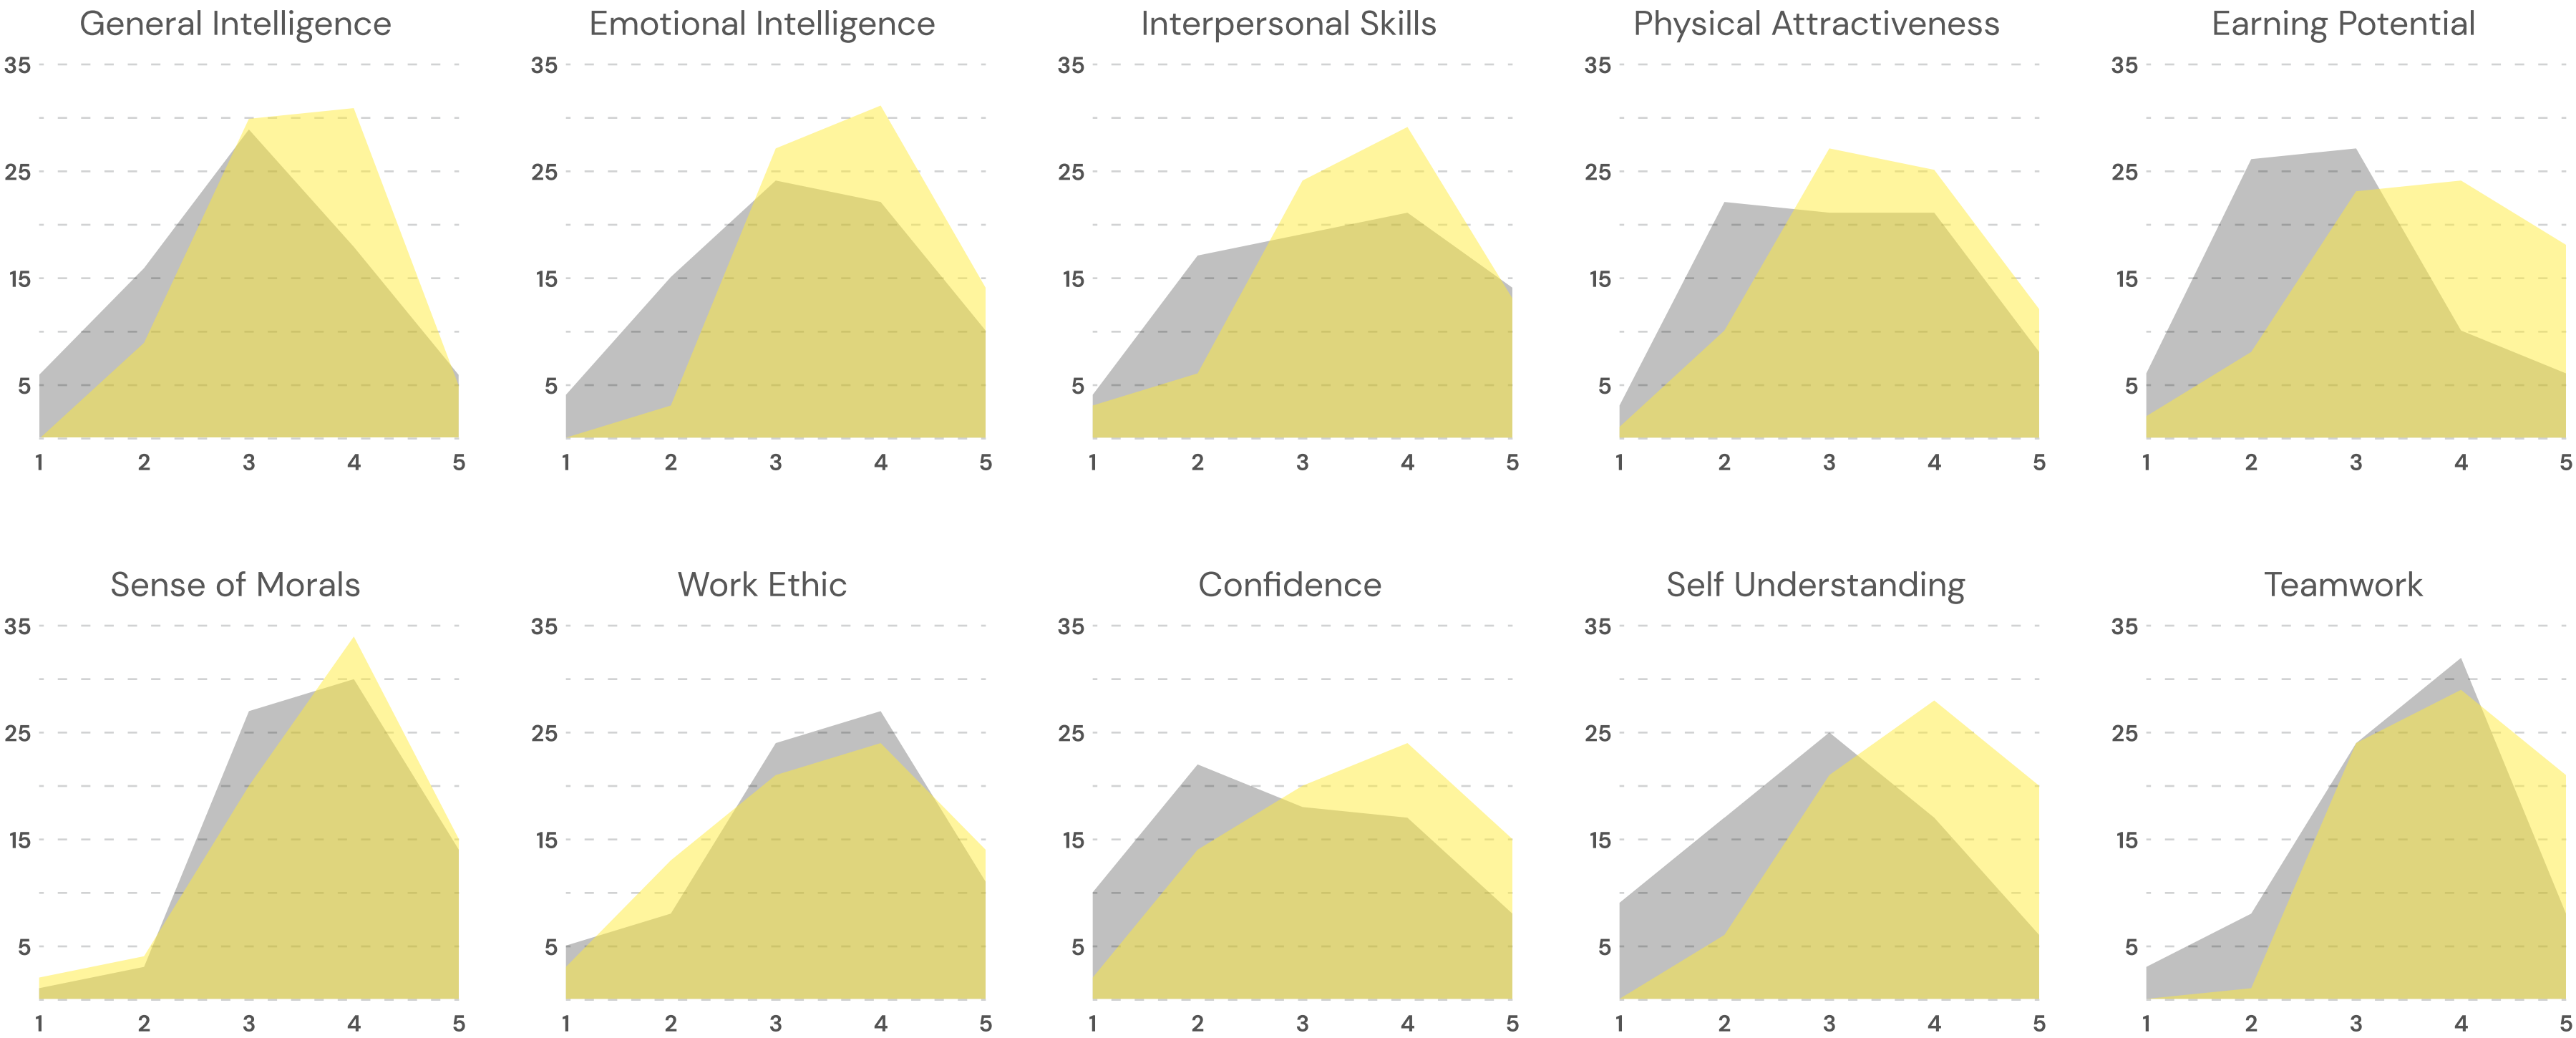 General Intelligence
35
25
15
5
1 2 3 4 5
Emotional Intelligence
35
25
15
5
1 2 3 4 5
Interpersonal Skills
35
25
15
5
1 2 3 4 5
Physical Attractiveness
35
25
15
5
1 2 3 4 5
Earning Potential
35
25
15
5
1 2 3 4 5
Sense of Morals
35
25
15
5
1 2 3 4 5
Work Ethic
35
25
15
5
1 2 3 4 5
Confidence
35
25
15
5
1 2 3 4 5
Self Understanding
35
25
15
5
1 2 3 4 5
Teamwork
35
25
15
5
1 2 3 4 5